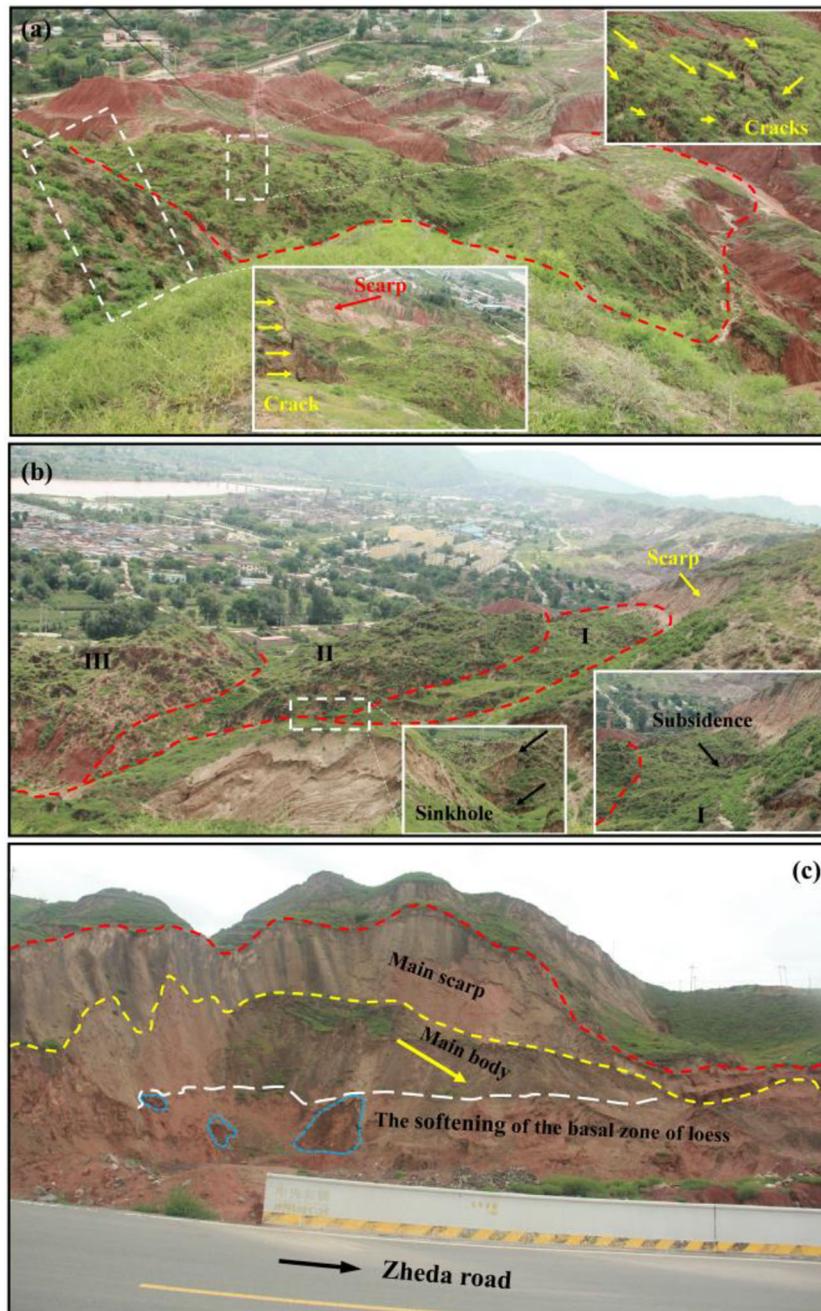 (a)
Cracks
Scarp
Crack
(b)
Scarp
III
II
I
Subsidence
Sinkhole
I
(c)
Main scarp
Main body
The softening of the basal zone of loess
Zheda road